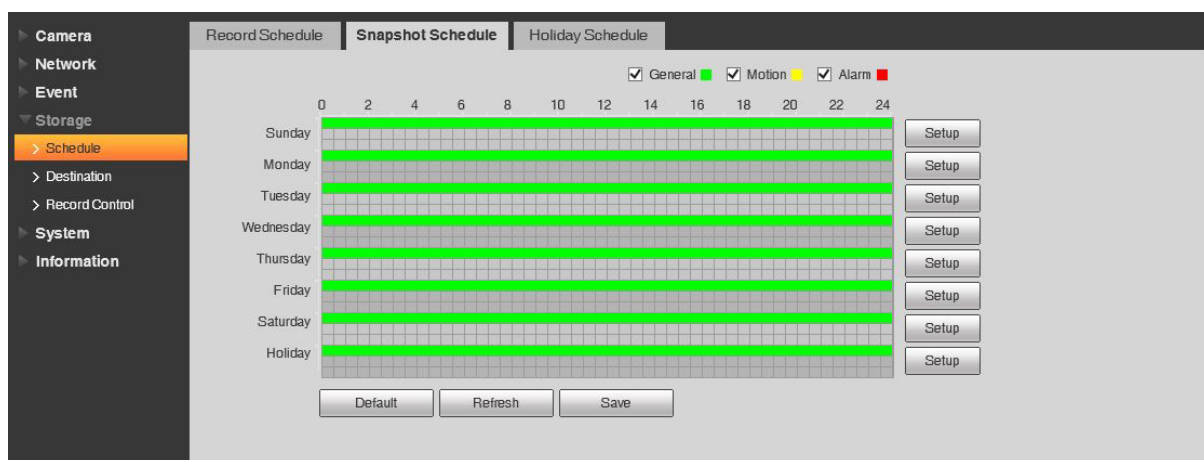 Camera
Network
Event
Storage
Schedule
Destination
Record Control
System
Information
Record Schedule Snapshot Schedule Holiday Schedule
General Motion Alarm
0 2 4 6 8 10 12 14 16 18 20 22 24
Sunday Setup
Monday Setup
Tuesday Setup
Wednesday Setup
Thursday Setup
Friday Setup
Saturday Setup
Holiday Setup
Default Refresh Save